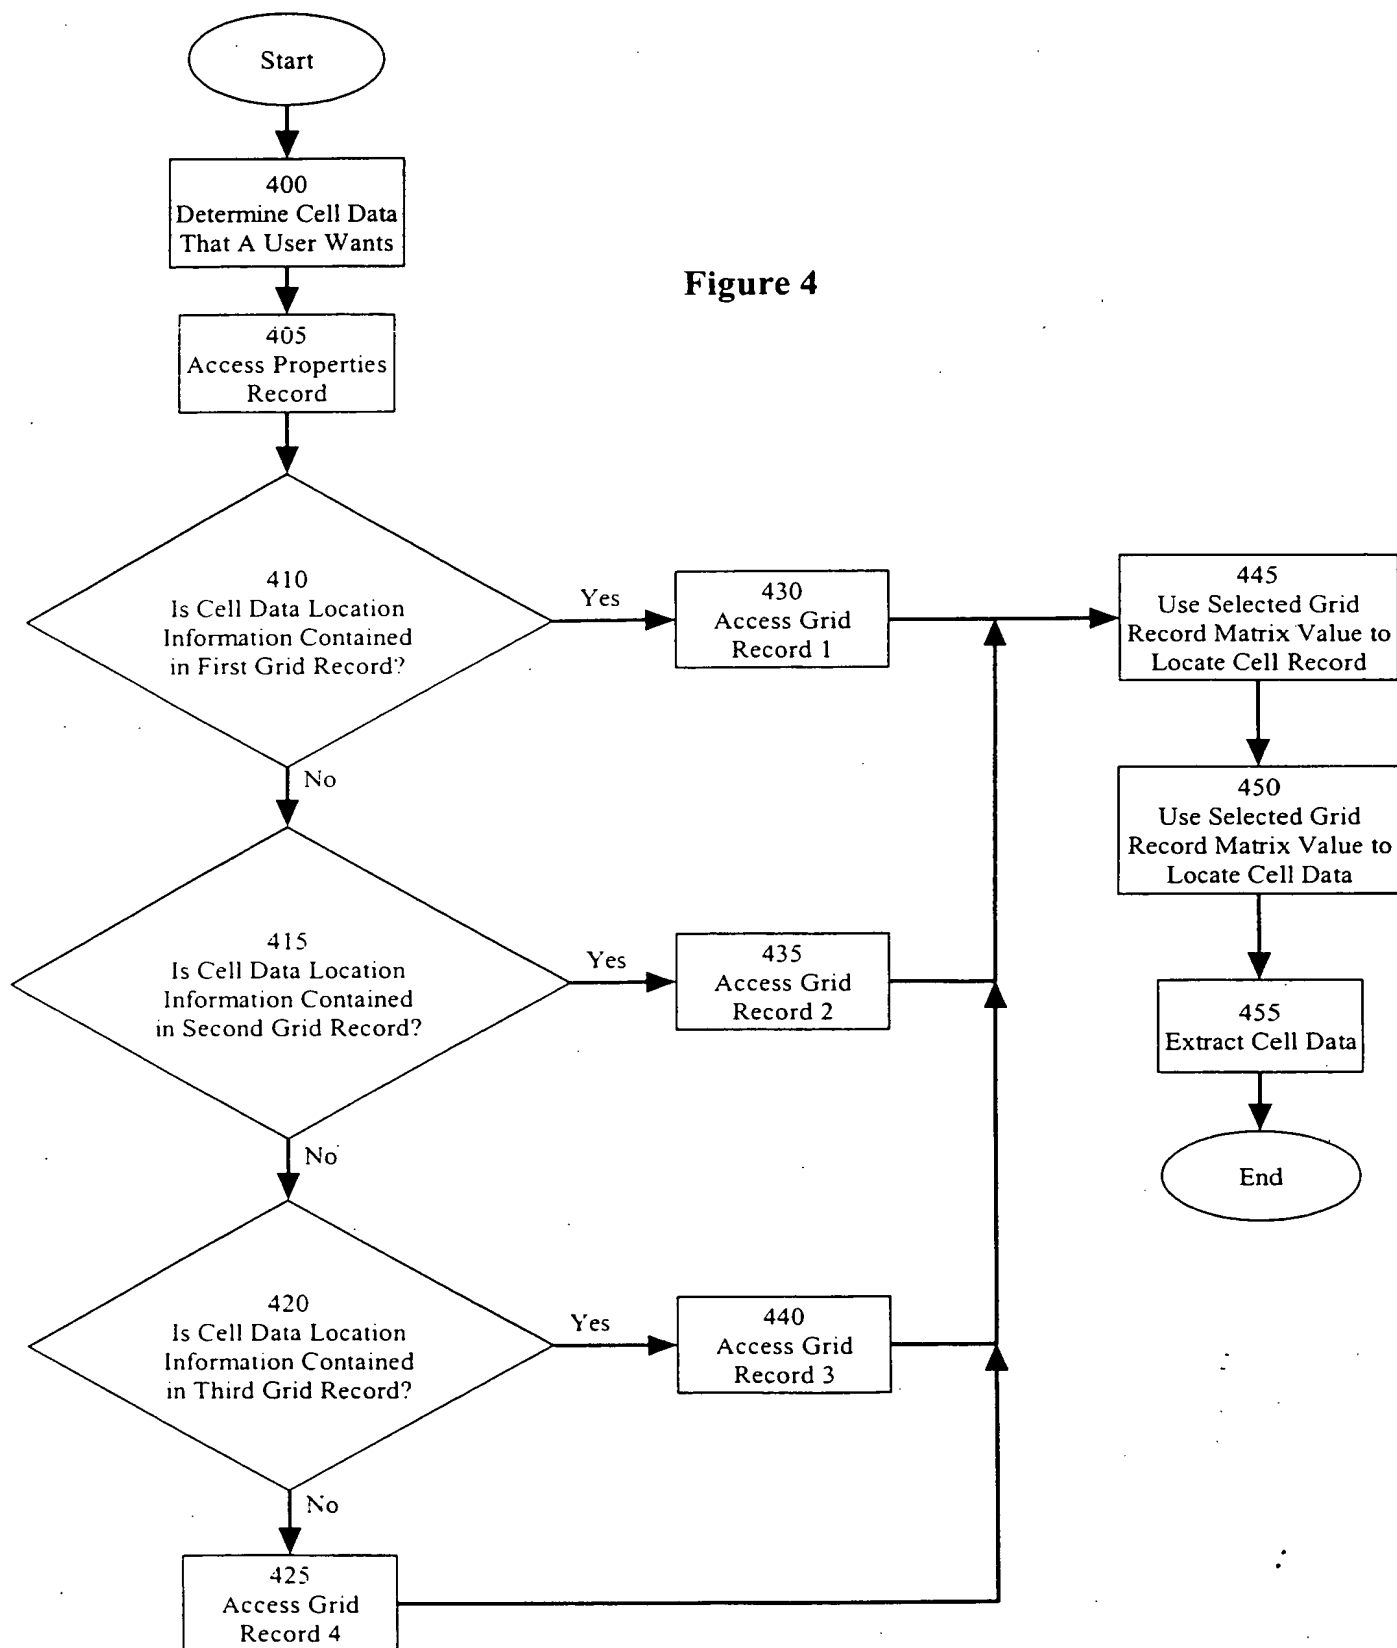 Start
400
Determine Cell Data
That A User Wants
Figure 4
405
Access Properties
Record
410
Is Cell Data Location
Information Contained
in First Grid Record?
Yes
430
Access Grid
Record 1
445
Use Selected Grid
Record Matrix Value to
Locate Cell Record
No
450
Use Selected Grid
Record Matrix Value to
Locate Cell Data
415
Is Cell Data Location
Information Contained
in Second Grid Record?
Yes
435
Access Grid
Record 2
455
Extract Cell Data
No
End
420
Is Cell Data Location
Information Contained
in Third Grid Record?
Yes
440
Access Grid
Record 3
No
425
Access Grid
Record 4